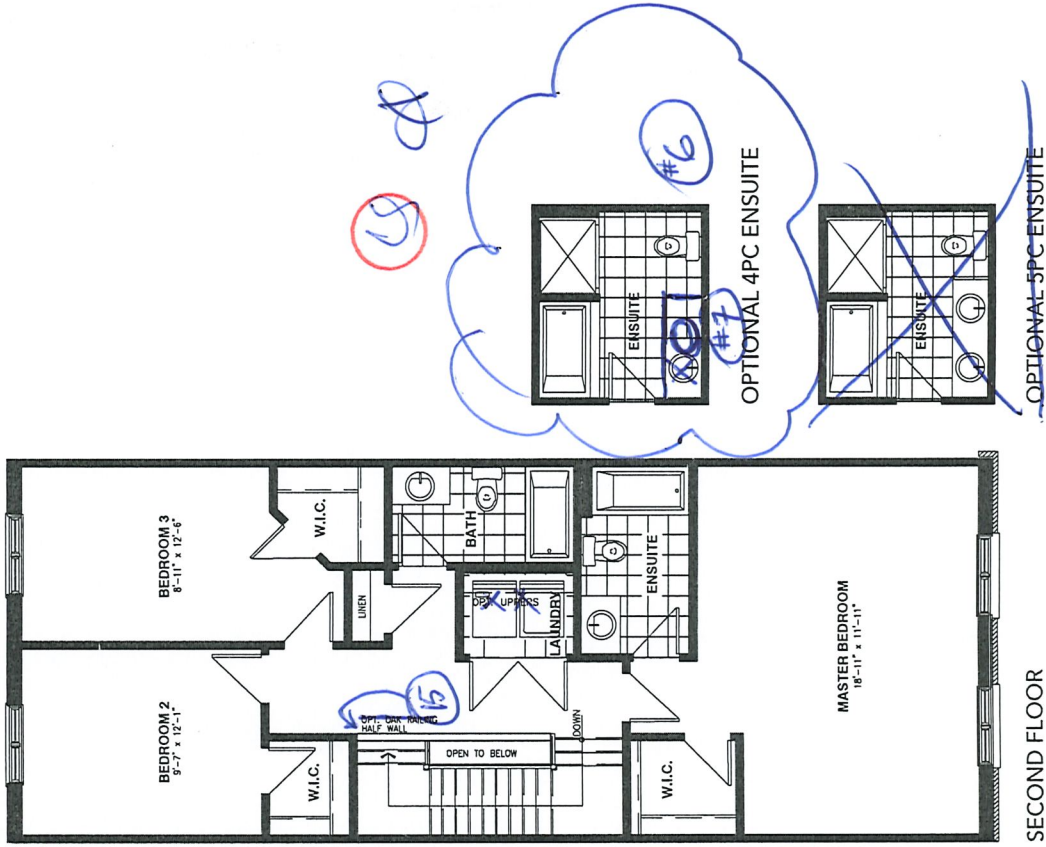 BEDROOM 3
8'-11" x 12'-6"
W.I.C.
BEDROOM 2
9'-7" x 12'-1"
W.I.C.
LINEN
BATH
OPT. UPPERS
LAUNDRY
15
OPT. OAK RAILING
HALF WALL
OPEN TO BELOW
DOWN
ENSUITE
W.I.C.
MASTER BEDROOM
18'-11" x 11'-11"
SECOND FLOOR
#6
ENSUITE
#7
OPTIONAL 4PC ENSUITE
ENSUITE
OPTIONAL 5PC ENSUITE